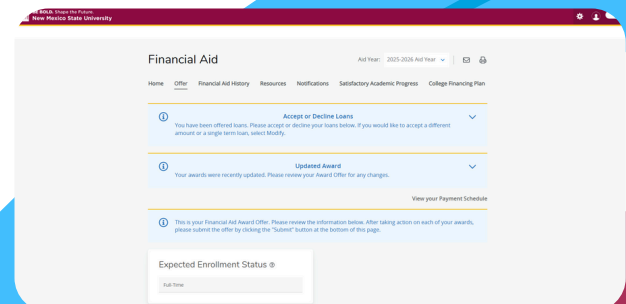 BOLD. Shape the Future.
New Mexico State University
Financial Aid
Aid Year: 2025-2026 Aid Year
Home Offer Financial Aid History Resources Notifications Satisfactory Academic Progress College Financing Plan
Accept or Decline Loans
You have been offered loans. Please accept or decline your loans below. If you would like to accept a different
amount or a single term loan, select Modify.
Updated Award
Your awards were recently updated. Please review your Award Offer for any changes.
View your Payment Schedule
This is your Financial Aid Award Offer. Please review the information below. After taking action on each of your awards,
please submit the offer by clicking the "Submit" button at the bottom of this page.
Expected Enrollment Status
Full-Time